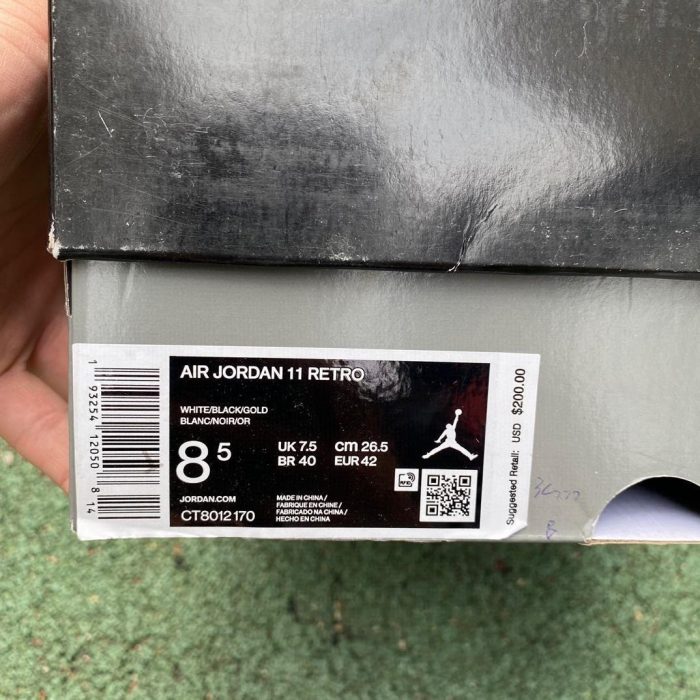 AIR JORDAN 11 RETRO
WHITE/BLACK/GOLD
BLANC/NOIR/OR
8 5
UK 7.5 cm 26.5
BR 40 EUR 42
JORDAN.COM
CT8012 170
MADE IN CHINA /
FABRIQUÉ EN CHINE /
FABRICADO NA CHINA /
HECHO EN CHINA
1 93254 12050 8 14
Suggested Retail: USD $200.00